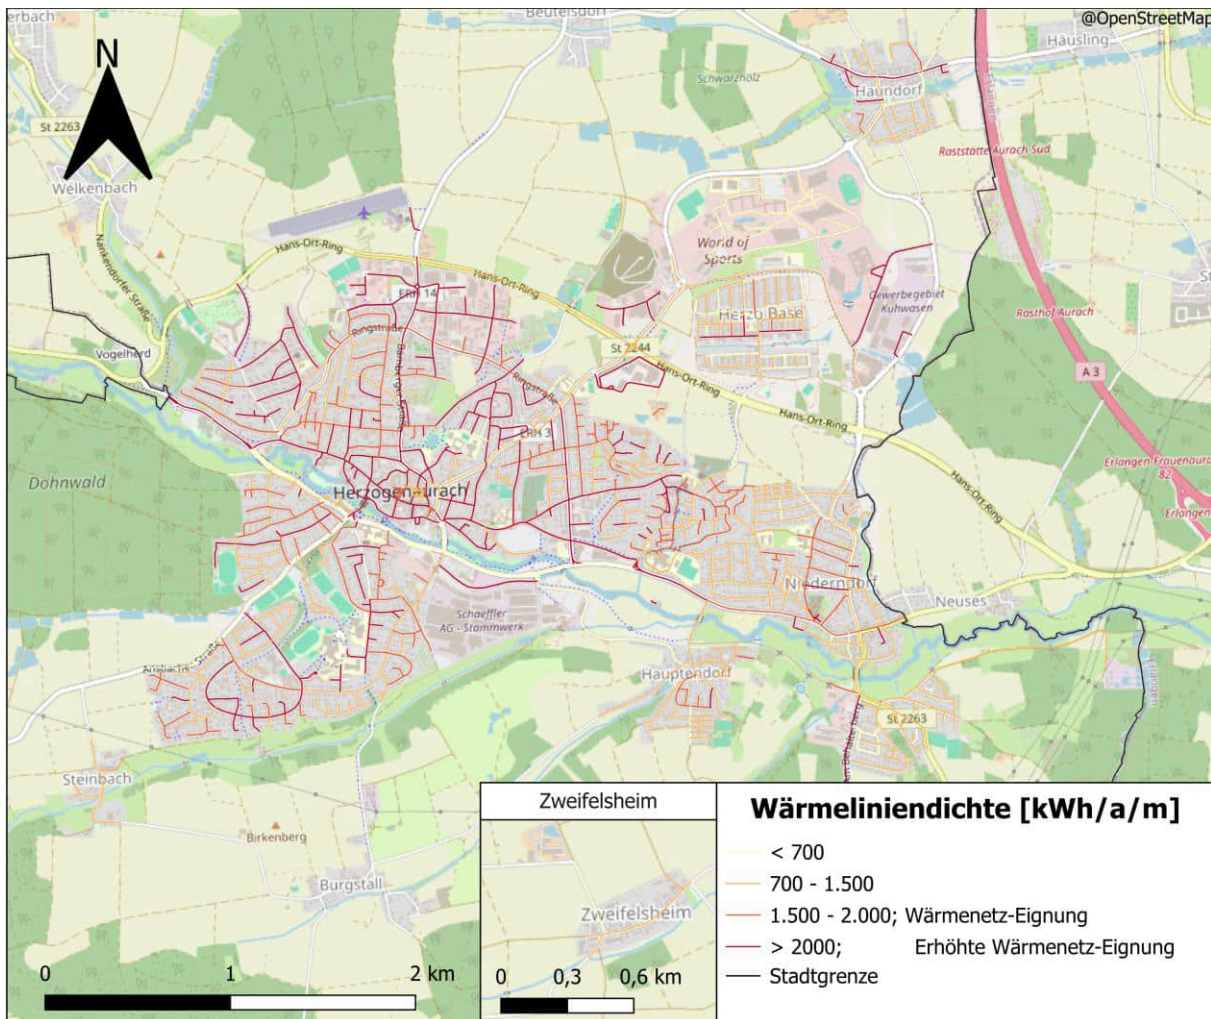 @OpenStreetMap
Beutelsdorf
Häusling
N
Schwarzholz
Haundorf
St 2263
Raststätte Aurach Süd
Welkenbach
Nankendorfer Straße
Hans-Ort-Ring
World of
Sports
Hans-Ort-Ring
ERH 14
Gewerbegebiet
Kuhwasen
Herzo Base
Rasthof Aurach
Ringstraße
Vogelherd
St 2244
A 3
Hans-Ort-Ring
Ringstraße
Hans-Ort-Ring
ERH 3
Dohnwald
Herzogenaurach
Hans-Ort-Ring
82
Niederndorf
Neuses
Schaeffler
AG - Stammwerk
Hauptendorf
St 2263
Steinbach
Birkenberg
Burgstall
Zweifelsheim
Zweifelsheim
0 0,3 0,6 km
0 1 2 km
Wärmeliniendichte [kWh/a/m]
< 700
700 - 1.500
1.500 - 2.000; Wärmenetz-Eignung
> 2000; Erhöhte Wärmenetz-Eignung
Stadtgrenze